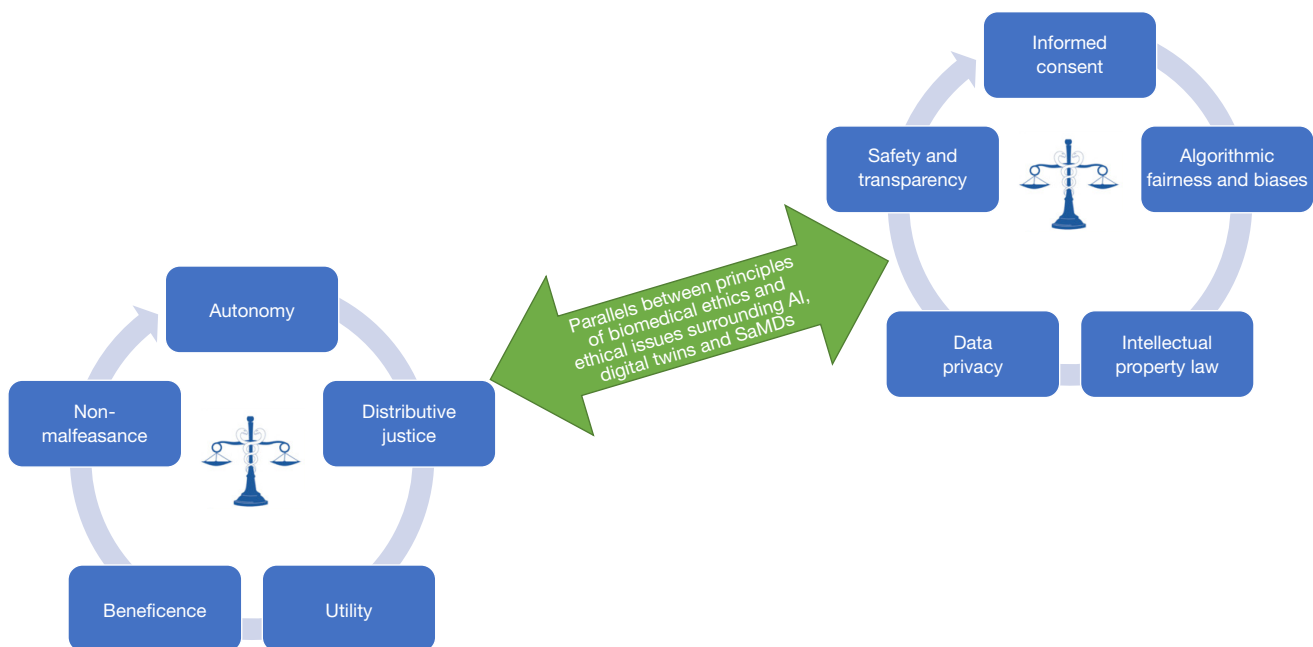 Informed
consent
Safety and
transparency
Algorithmic
fairness and biases
Data
privacy
Intellectual
property law
Parallels between principles
of biomedical ethics and
ethical issues surrounding AI,
digital twins and SaMDs
Autonomy
Non-
malfeasance
Distributive
justice
Beneficence
Utility